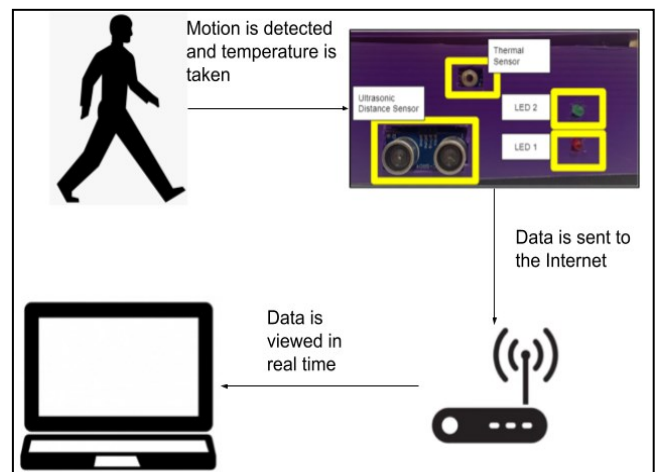 Motion is detected
and temperature is
taken
Thermal
Sensor
Ultrasonic
Distance Sensor
LED 2
LED 1
Data is sent to
the Internet
Data is
viewed in
real time